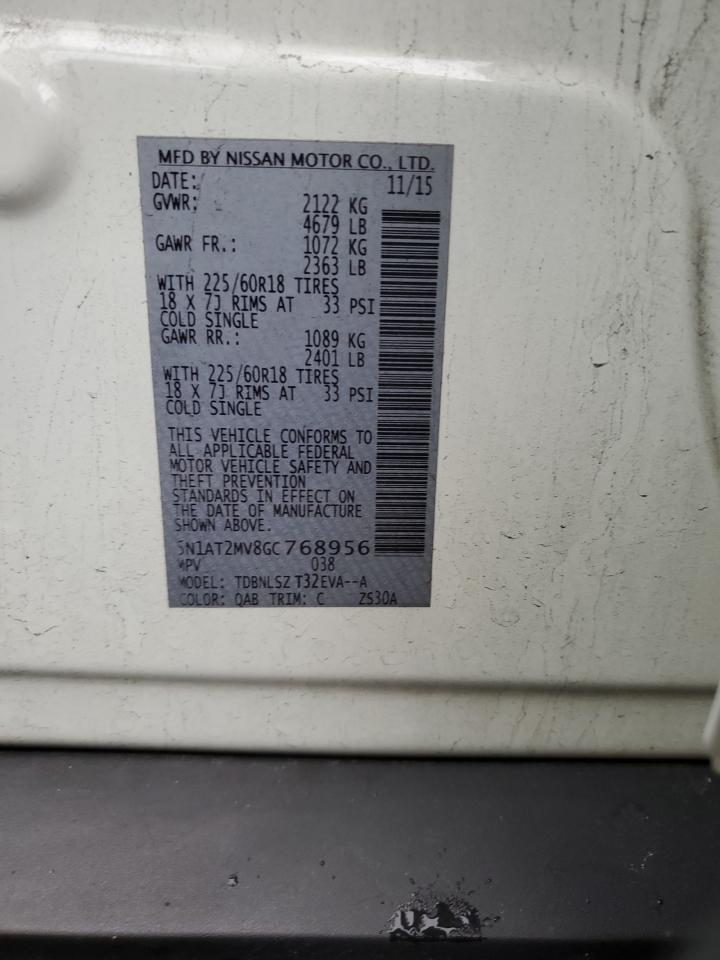 MFD BY NISSAN MOTOR CO., LTD.
DATE: 11/15
GVWR: 2122 KG
4679 LB
GAWR FR.: 1072 KG
2363 LB
WITH 225/60R18 TIRES
18 X 7J RIMS AT 33 PSI
COLD SINGLE
GAWR RR.: 1089 KG
2401 LB
WITH 225/60R18 TIRES
18 X 7J RIMS AT 33 PSI
COLD SINGLE
THIS VEHICLE CONFORMS TO
ALL APPLICABLE FEDERAL
MOTOR VEHICLE SAFETY AND
THEFT PREVENTION
STANDARDS IN EFFECT ON
THE DATE OF MANUFACTURE
SHOWN ABOVE.
5N1AT2MV8GC768956
MPV 038
MODEL: TDBNLSZ T32EVA--A
COLOR: QAB TRIM: C ZS30A